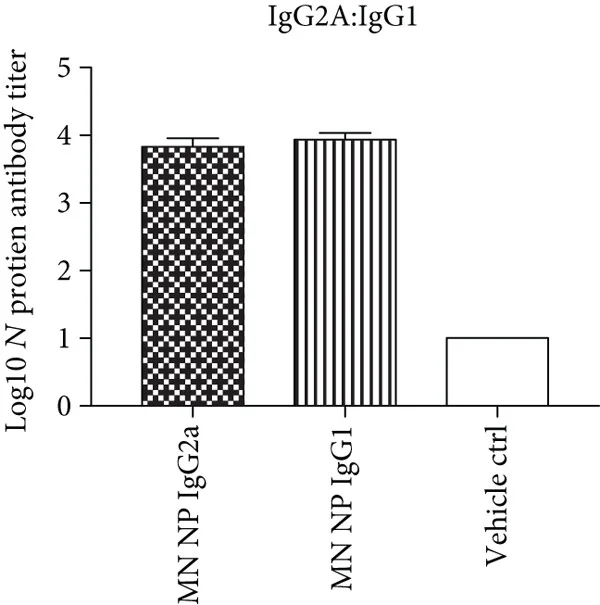 IgG2A:IgG1
Log10 N protien antibody titer
5
4
3
2
1
0
MN NP IgG2a
MN NP IgG1
Vehicle ctrl